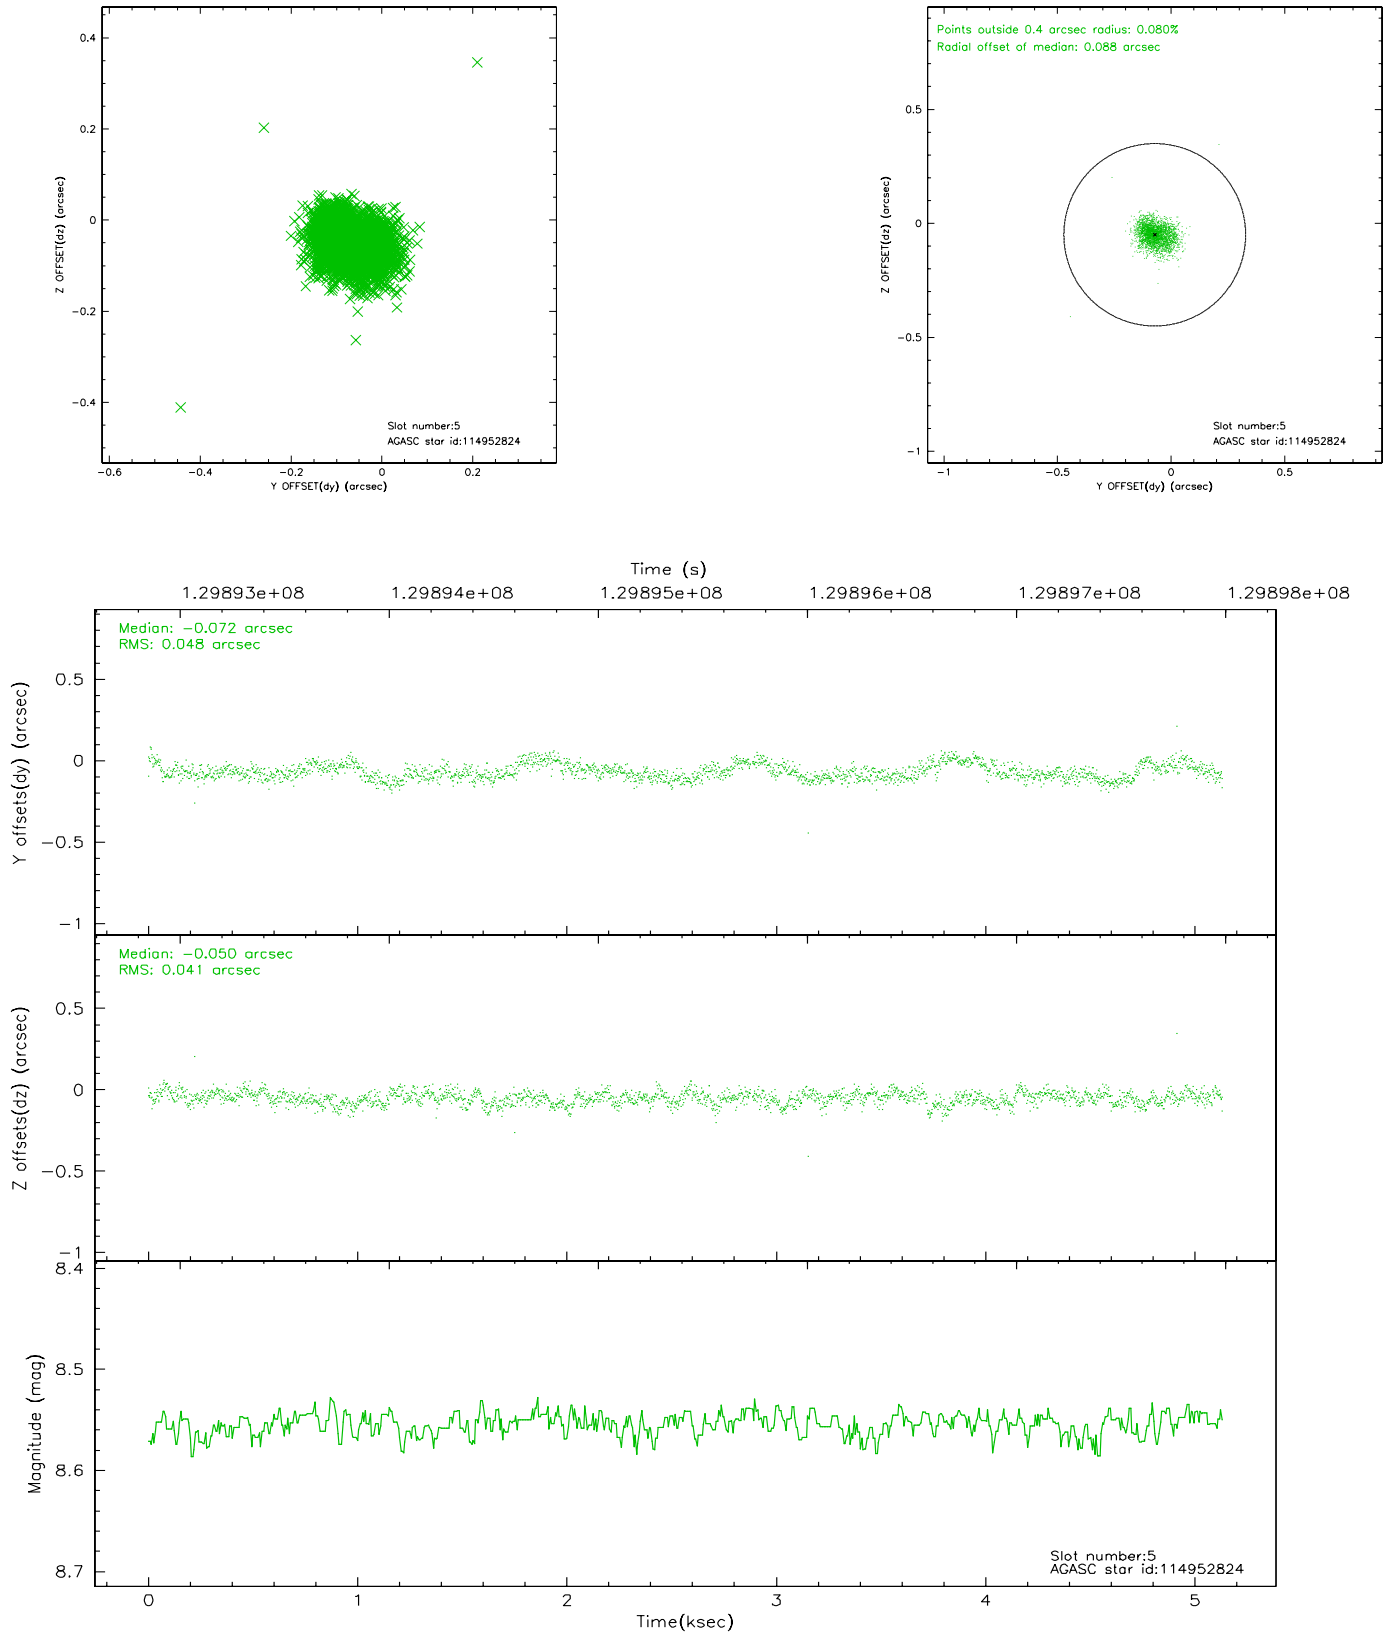 0.4
0.2
0
-0.2
-0.4
Z OFFSET(dz) (arcsec)
Slot number:5
AGASC star id:114952824
-0.6 -0.4 -0.2 0 0.2
Y OFFSET(dy) (arcsec)
Points outside 0.4 arcsec radius: 0.080%
Radial offset of median: 0.088 arcsec
0.5
0
-0.5
-1
Z OFFSET(dz) (arcsec)
Slot number:5
AGASC star id:114952824
-1 -0.5 0 0.5
Y OFFSET(dy) (arcsec)
Time (s)
1.29893e+08 1.29894e+08 1.29895e+08 1.29896e+08 1.29897e+08 1.29898e+08
Median: -0.072 arcsec
RMS: 0.048 arcsec
0.5
0
-0.5
-1
Y offsets(dy) (arcsec)
Median: -0.050 arcsec
RMS: 0.041 arcsec
0.5
0
-0.5
-1
Z offsets(dz) (arcsec)
8.4
8.5
8.6
8.7
Magnitude (mag)
Slot number:5
AGASC star id:114952824
0 1 2 3 4 5
Time(ksec)